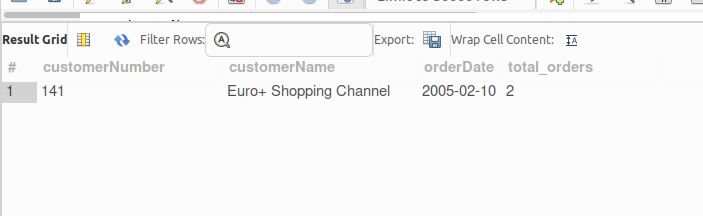 Result Grid Filter Rows: Export: Wrap Cell Content:
# customerNumber customerName orderDate total_orders
1 141 Euro+ Shopping Channel 2005-02-10 2